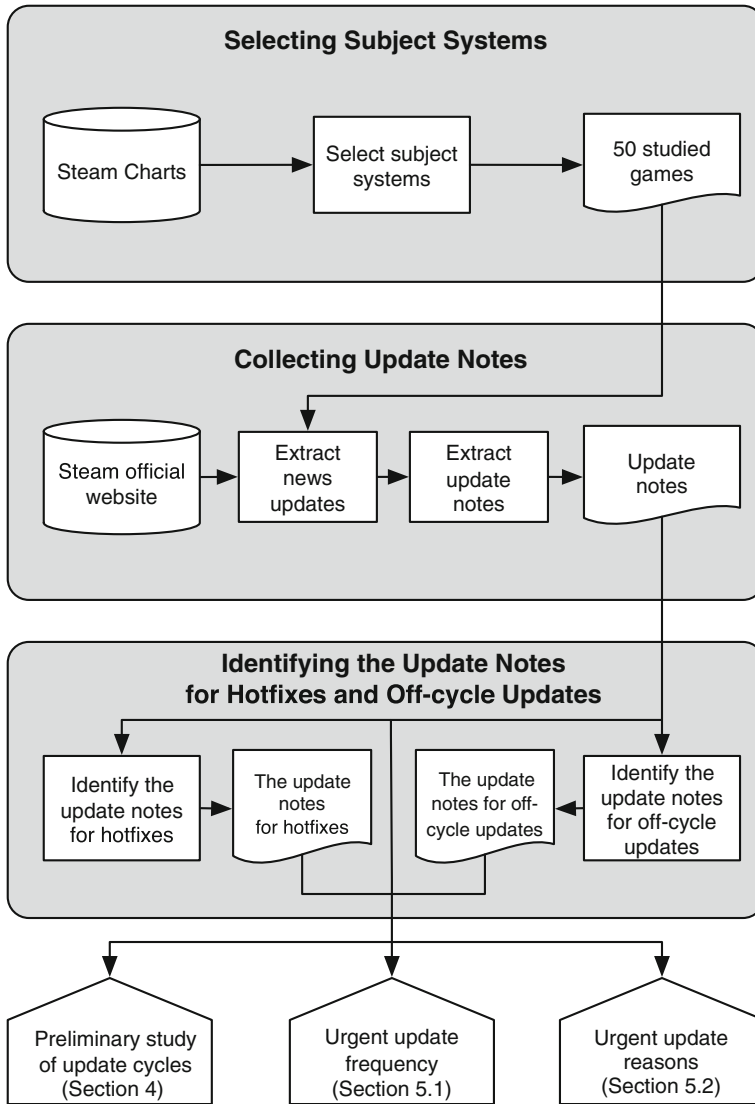 Selecting Subject Systems
Steam Charts
Select subject
systems
50 studied
games
Collecting Update Notes
Steam official
website
Extract
news
updates
Extract
update
notes
Update
notes
Identifying the Update Notes
for Hotfixes and Off-cycle Updates
Identify the
update notes
for hotfixes
The update
notes
for hotfixes
The update
notes for off-
cycle updates
Identify the
update notes
for off-cycle
updates
Preliminary study
of update cycles
(Section 4)
Urgent update
frequency
(Section 5.1)
Urgent update
reasons
(Section 5.2)